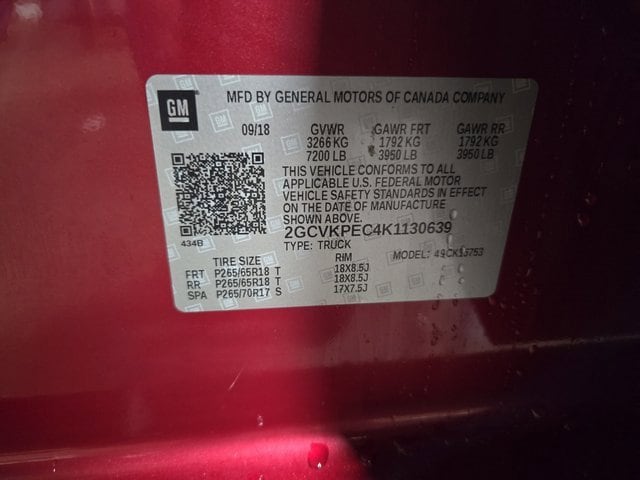 GM
MFD BY GENERAL MOTORS OF CANADA COMPANY
09/18 GVWR GAWR FRT GAWR RR
3266 KG 1792 KG 1792 KG
7200 LB 3950 LB 3950 LB
THIS VEHICLE CONFORMS TO ALL
APPLICABLE U.S. FEDERAL MOTOR
VEHICLE SAFETY STANDARDS IN EFFECT
ON THE DATE OF MANUFACTURE
SHOWN ABOVE.
434B 2GCVKPEC4K1130639
TYPE: TRUCK
TIRE SIZE RIM MODEL:
FRT P265/65R18 T 18X8.5J
RR P265/65R18 T 18X8.5J
SPA P265/70R17 S 17X7.5J